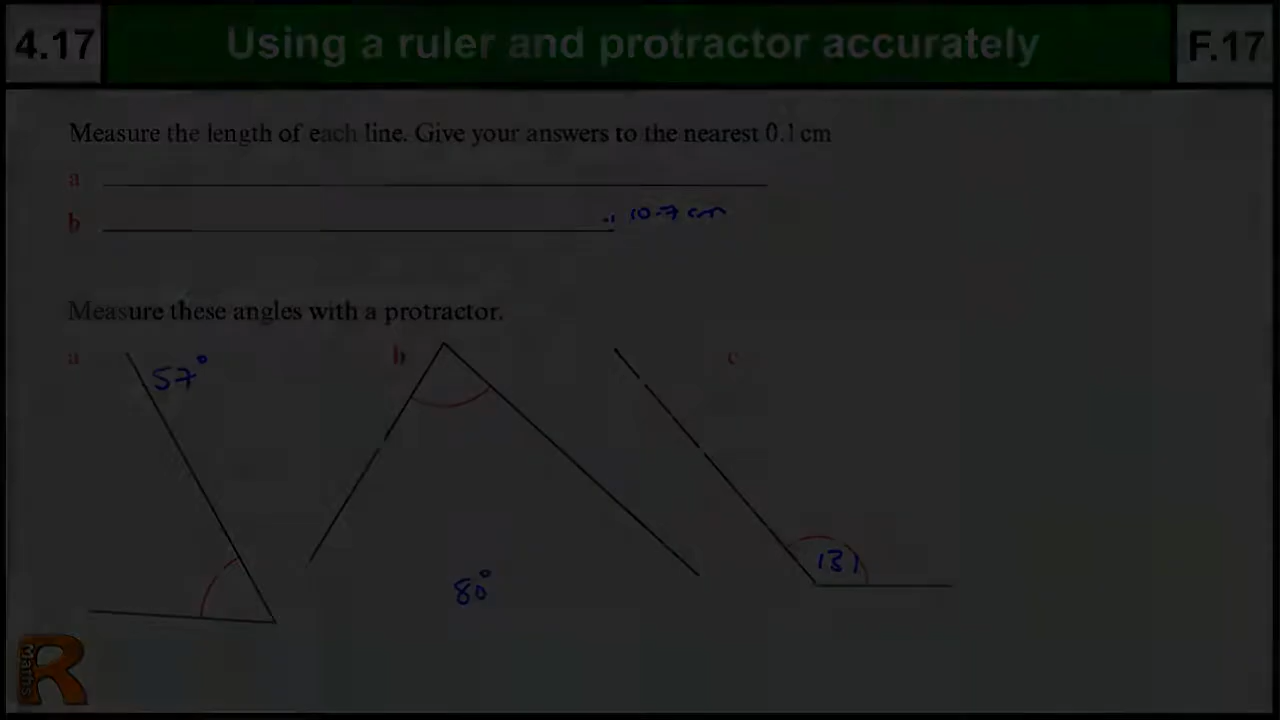 4.17 Using a ruler and protractor accurately F.17
Measure the length of each line. Give your answers to the nearest 0.1 cm
a
b 10.7 cm
Measure these angles with a protractor.
a 57° b c
131
80°
R Maths